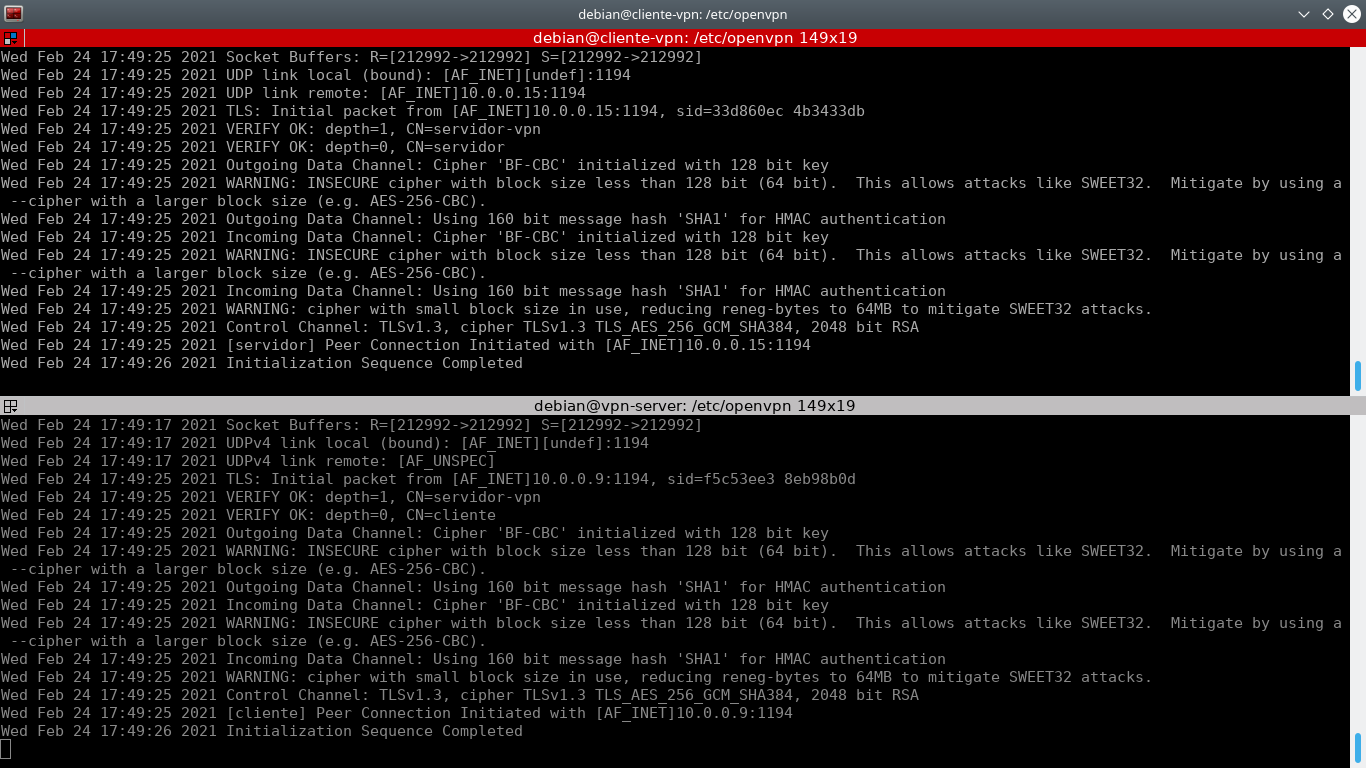 debian@cliente-vpn: /etc/openvpn
debian@cliente-vpn: /etc/openvpn 149x19
Wed Feb 24 17:49:25 2021 Socket Buffers: R=[212992->212992] S=[212992->212992]
Wed Feb 24 17:49:25 2021 UDP link local (bound): [AF_INET][undef]:1194
Wed Feb 24 17:49:25 2021 UDP link remote: [AF_INET]10.0.0.15:1194
Wed Feb 24 17:49:25 2021 TLS: Initial packet from [AF_INET]10.0.0.15:1194, sid=33d860ec 4b3433db
Wed Feb 24 17:49:25 2021 VERIFY OK: depth=1, CN=servidor-vpn
Wed Feb 24 17:49:25 2021 VERIFY OK: depth=0, CN=servidor
Wed Feb 24 17:49:25 2021 Outgoing Data Channel: Cipher 'BF-CBC' initialized with 128 bit key
Wed Feb 24 17:49:25 2021 WARNING: INSECURE cipher with block size less than 128 bit (64 bit).  This allows attacks like SWEET32.  Mitigate by using a
 --cipher with a larger block size (e.g. AES-256-CBC).
Wed Feb 24 17:49:25 2021 Outgoing Data Channel: Using 160 bit message hash 'SHA1' for HMAC authentication
Wed Feb 24 17:49:25 2021 Incoming Data Channel: Cipher 'BF-CBC' initialized with 128 bit key
Wed Feb 24 17:49:25 2021 WARNING: INSECURE cipher with block size less than 128 bit (64 bit).  This allows attacks like SWEET32.  Mitigate by using a
 --cipher with a larger block size (e.g. AES-256-CBC).
Wed Feb 24 17:49:25 2021 Incoming Data Channel: Using 160 bit message hash 'SHA1' for HMAC authentication
Wed Feb 24 17:49:25 2021 WARNING: cipher with small block size in use, reducing reneg-bytes to 64MB to mitigate SWEET32 attacks.
Wed Feb 24 17:49:25 2021 Control Channel: TLSv1.3, cipher TLSv1.3 TLS_AES_256_GCM_SHA384, 2048 bit RSA
Wed Feb 24 17:49:25 2021 [servidor] Peer Connection Initiated with [AF_INET]10.0.0.15:1194
Wed Feb 24 17:49:26 2021 Initialization Sequence Completed
debian@vpn-server: /etc/openvpn 149x19
Wed Feb 24 17:49:17 2021 Socket Buffers: R=[212992->212992] S=[212992->212992]
Wed Feb 24 17:49:17 2021 UDPv4 link local (bound): [AF_INET][undef]:1194
Wed Feb 24 17:49:17 2021 UDPv4 link remote: [AF_UNSPEC]
Wed Feb 24 17:49:25 2021 TLS: Initial packet from [AF_INET]10.0.0.9:1194, sid=f5c53ee3 8eb98b0d
Wed Feb 24 17:49:25 2021 VERIFY OK: depth=1, CN=servidor-vpn
Wed Feb 24 17:49:25 2021 VERIFY OK: depth=0, CN=cliente
Wed Feb 24 17:49:25 2021 Outgoing Data Channel: Cipher 'BF-CBC' initialized with 128 bit key
Wed Feb 24 17:49:25 2021 WARNING: INSECURE cipher with block size less than 128 bit (64 bit).  This allows attacks like SWEET32.  Mitigate by using a
 --cipher with a larger block size (e.g. AES-256-CBC).
Wed Feb 24 17:49:25 2021 Outgoing Data Channel: Using 160 bit message hash 'SHA1' for HMAC authentication
Wed Feb 24 17:49:25 2021 Incoming Data Channel: Cipher 'BF-CBC' initialized with 128 bit key
Wed Feb 24 17:49:25 2021 WARNING: INSECURE cipher with block size less than 128 bit (64 bit).  This allows attacks like SWEET32.  Mitigate by using a
 --cipher with a larger block size (e.g. AES-256-CBC).
Wed Feb 24 17:49:25 2021 Incoming Data Channel: Using 160 bit message hash 'SHA1' for HMAC authentication
Wed Feb 24 17:49:25 2021 WARNING: cipher with small block size in use, reducing reneg-bytes to 64MB to mitigate SWEET32 attacks.
Wed Feb 24 17:49:25 2021 Control Channel: TLSv1.3, cipher TLSv1.3 TLS_AES_256_GCM_SHA384, 2048 bit RSA
Wed Feb 24 17:49:25 2021 [cliente] Peer Connection Initiated with [AF_INET]10.0.0.9:1194
Wed Feb 24 17:49:26 2021 Initialization Sequence Completed